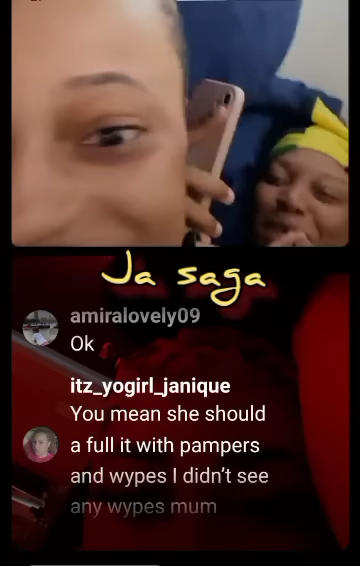 Ja saga
amiralovely09
Ok
itz_yogirl_janique
You mean she should
a full it with pampers
and wypes I didn't see
any wypes mum